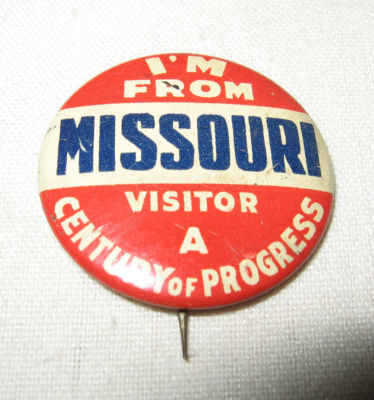 I'M
FROM
MISSOURI
VISITOR
A
CENTURY OF PROGRESS